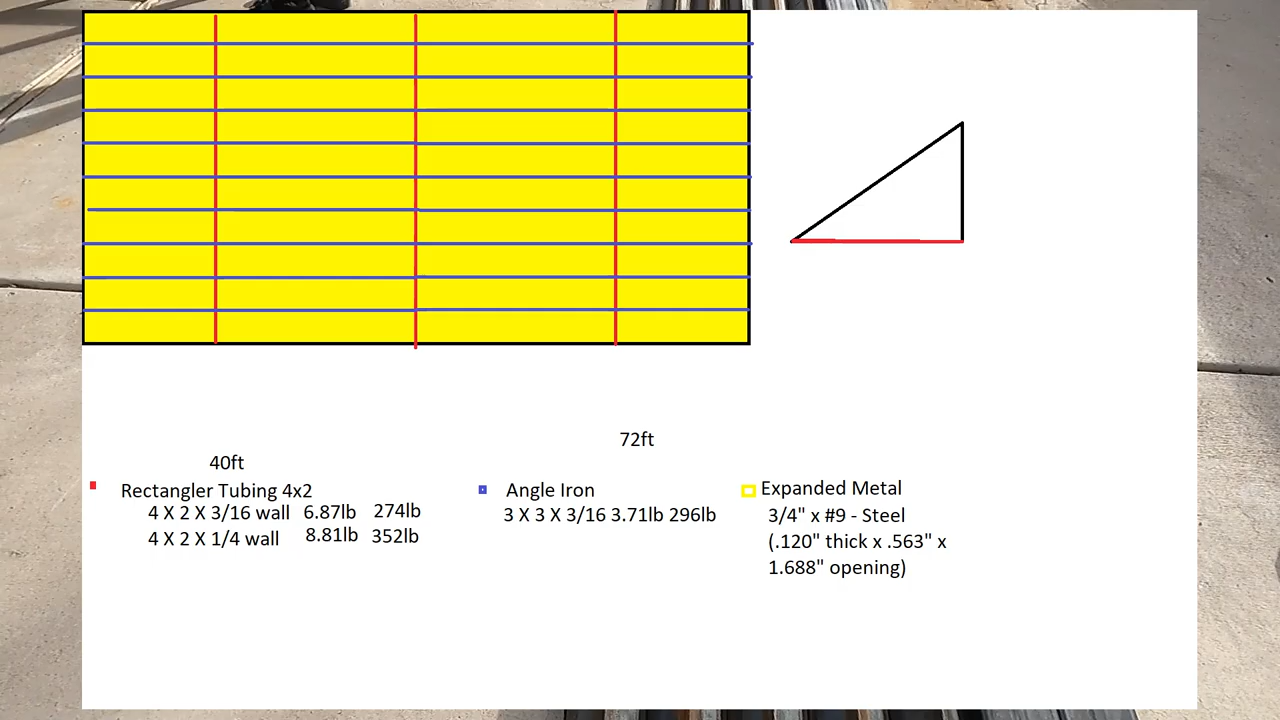 72ft
40ft
Rectangler Tubing 4x2
4 X 2 X 3/16 wall 6.87lb 274lb
4 X 2 X 1/4 wall 8.81lb 352lb
Angle Iron
3 X 3 X 3/16 3.71lb 296lb
Expanded Metal
3/4" x #9 - Steel
(.120" thick x .563" x
1.688" opening)